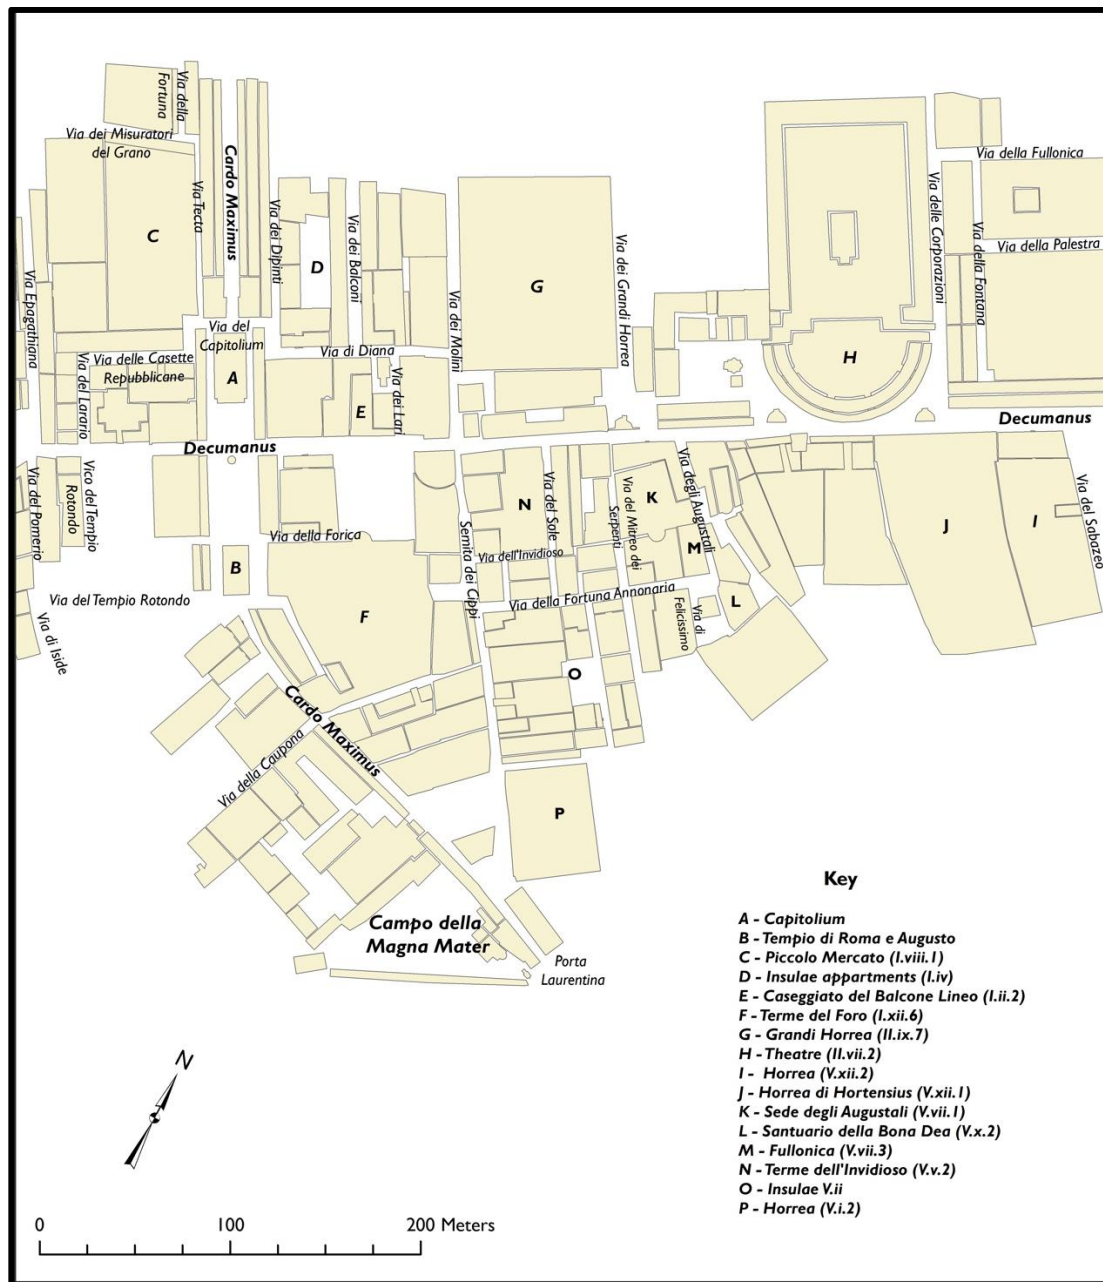 Via della
Fortuna
Via dei Misuratori
del Grano
Via Tecta
Cardo Maximus
Via dei Dipinti
Via dei Balconi
C
D
Via Epagathiana
Via del
Capitolium
Via delle Casette
Repubblicane
Via del Larario
A
Via di Diana
E
Via dei Lari
Via dei Molini
G
Via dei Grandi Horrea
H
Via delle Corporazioni
Via della Fontana
Via della Fullonica
Via della Palestra
Decumanus
Decumanus
Via del Pomerio
Vico del Tempio
Rotondo
Via della Forica
B
Via del Tempio Rotondo
Via di Iside
F
Semita dei Cippi
N
Via del Sole
Via dell'Invidioso
Via del Mitreo dei
Serpenti
K
Via degli Augustali
M
L
Via della Fortuna Annonaria
Via di
Felicissimo
J
I
Via del Sabazeo
O
Cardo Maximus
Via della Caupona
P
Campo della
Magna Mater
Porta
Laurentina
N
0 100 200 Meters
Key
A - Capitolium
B - Tempio di Roma e Augusto
C - Piccolo Mercato (I.viii.1)
D - Insulae appartments (I.iv)
E - Caseggiato del Balcone Lineo (I.ii.2)
F - Terme del Foro (I.xii.6)
G - Grandi Horrea (II.ix.7)
H - Theatre (II.vii.2)
I - Horrea (V.xii.2)
J - Horrea di Hortensius (V.xii.1)
K - Sede degli Augustali (V.vii.1)
L - Santuario della Bona Dea (V.x.2)
M - Fullonica (V.vii.3)
N - Terme dell'Invidioso (V.v.2)
O - Insulae V.ii
P - Horrea (V.i.2)